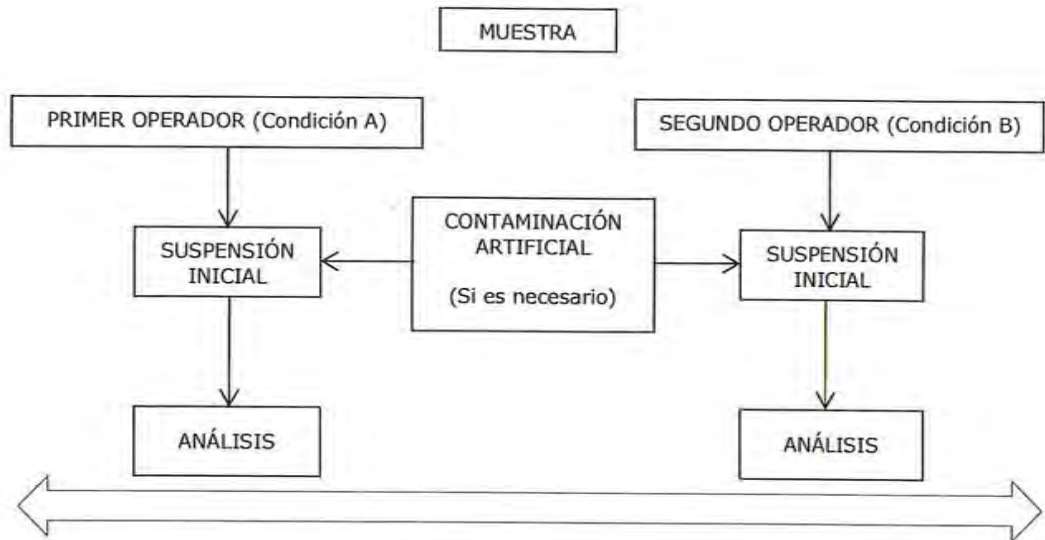 MUESTRA
PRIMER OPERADOR (Condición A)
SEGUNDO OPERADOR (Condición B)
CONTAMINACIÓN
ARTIFICIAL
(Si es necesario)
SUSPENSIÓN
INICIAL
SUSPENSIÓN
INICIAL
ANÁLISIS
ANÁLISIS